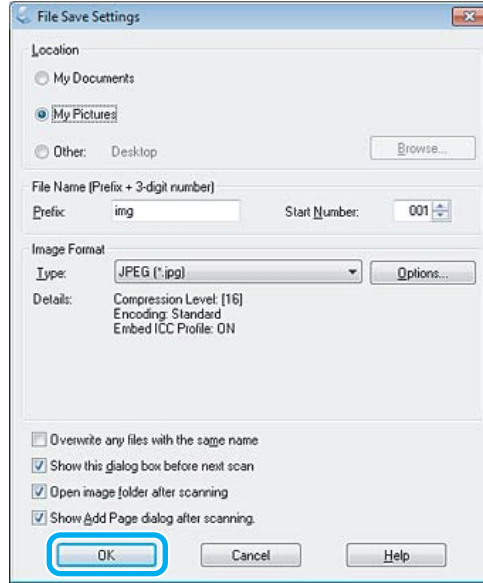 File Save Settings
Location
My Documents
My Pictures
Other: Desktop Browse...
File Name (Prefix + 3-digit number)
Prefix: img Start Number: 001
Image Format
Type: JPEG (*.jpg) Options...
Details: Compression Level: [16]
Encoding: Standard
Embed ICC Profile: ON
Overwrite any files with the same name
Show this dialog box before next scan
Open image folder after scanning
Show Add Page dialog after scanning.
OK Cancel Help